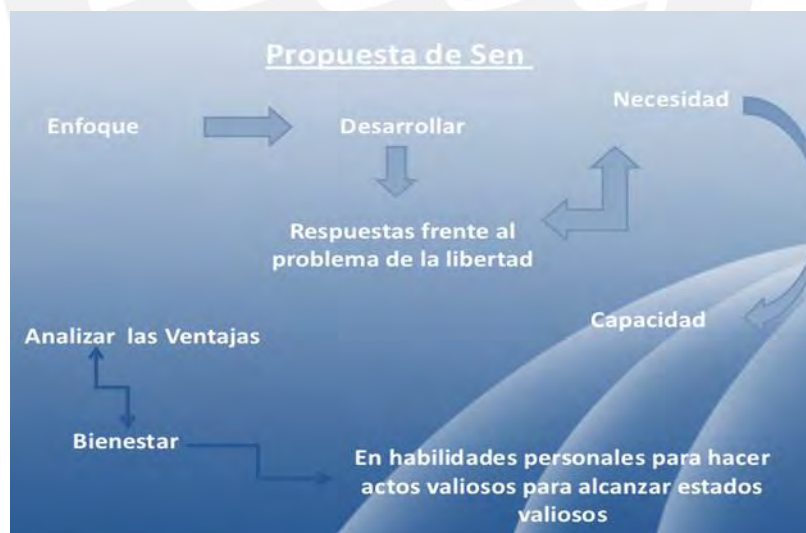 Propuesta de Sen
Necesidad
Enfoque
Desarrollar
Respuestas frente al
problema de la libertad
Capacidad
Analizar las Ventajas
Bienestar
En habilidades personales para hacer
actos valiosos para alcanzar estados
valiosos